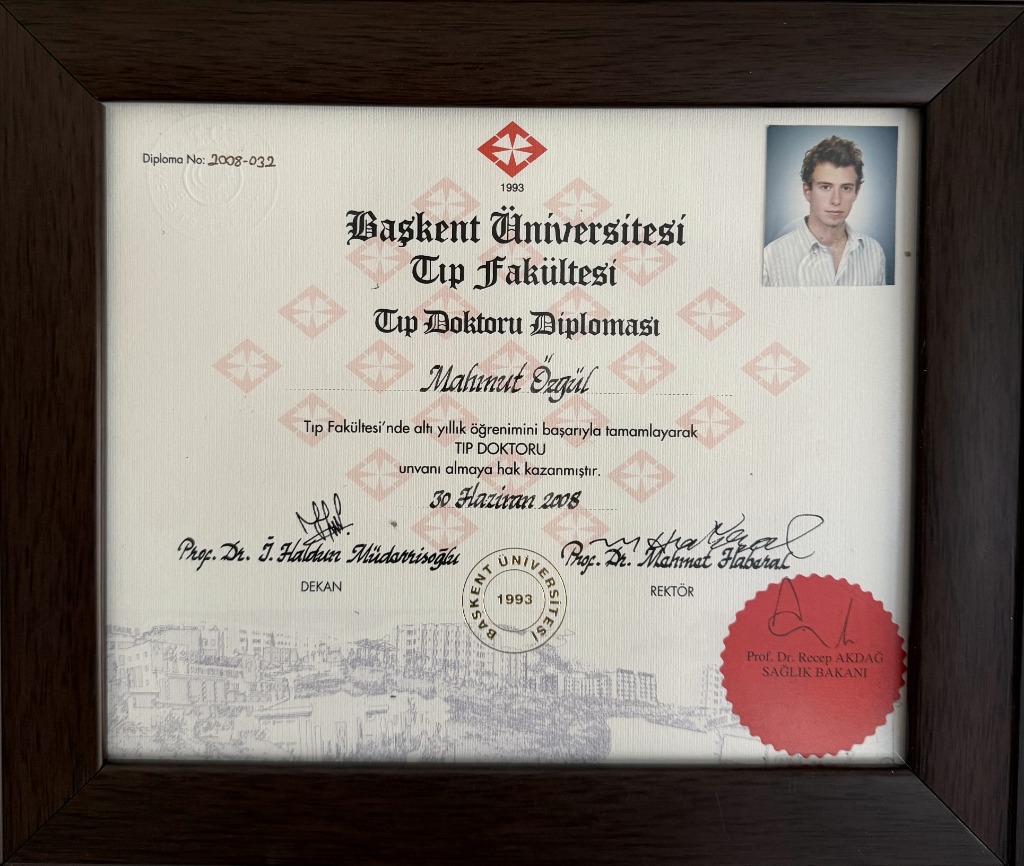 Diploma No: 2008-032
1993
Başkent Üniversitesi
Tıp Fakültesi
Tıp Doktoru Diploması
Mahmut Özgül
Tıp Fakültesi'nde altı yıllık öğrenimini başarıyla tamamlayarak
TIP DOKTORU
unvanı almaya hak kazanmıştır.
30 Haziran 2008
Prof. Dr. İ. Haldun Müderrisoğlu
DEKAN
Prof. Dr. Mehmet Haberal
REKTÖR
BAŞKENT ÜNİVERSİTESİ
1993
Prof. Dr. Recep AKDAĞ
SAĞLIK BAKANI